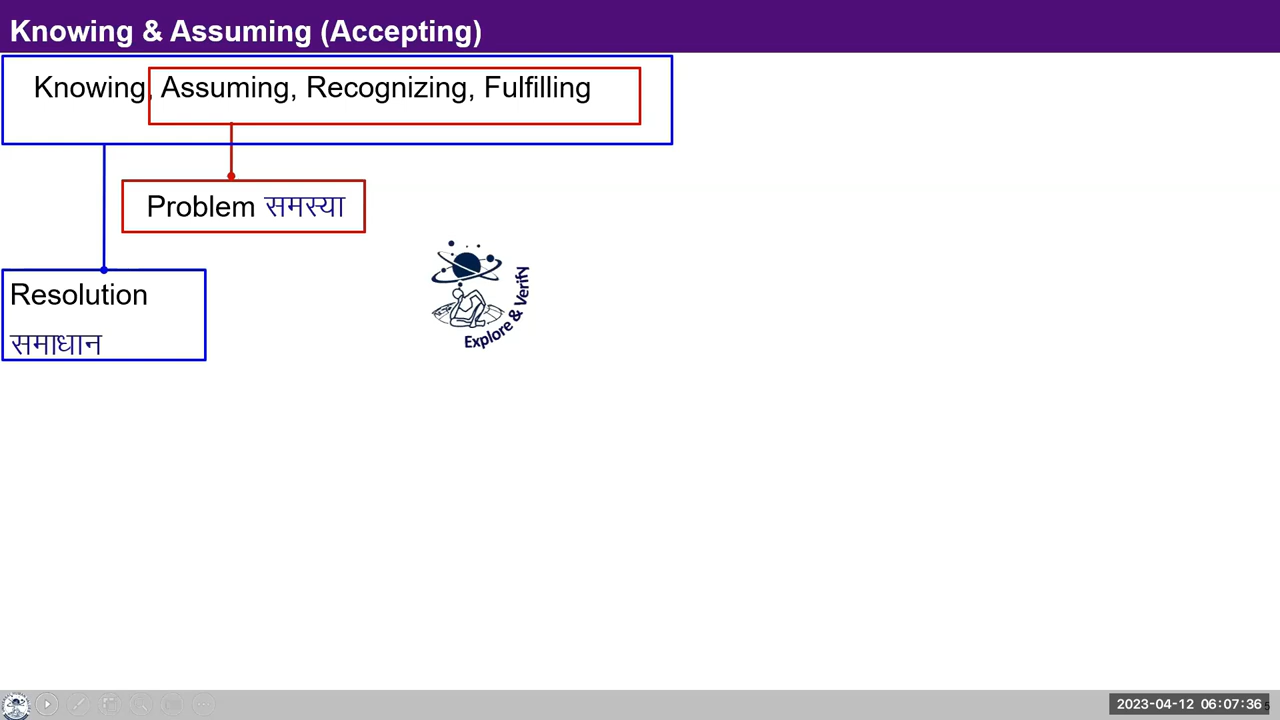 Knowing & Assuming (Accepting)
Knowing, Assuming, Recognizing, Fulfilling
Problem समस्या
Resolution
समाधान
Explore & Verify
2023-04-12 06:07:36
5